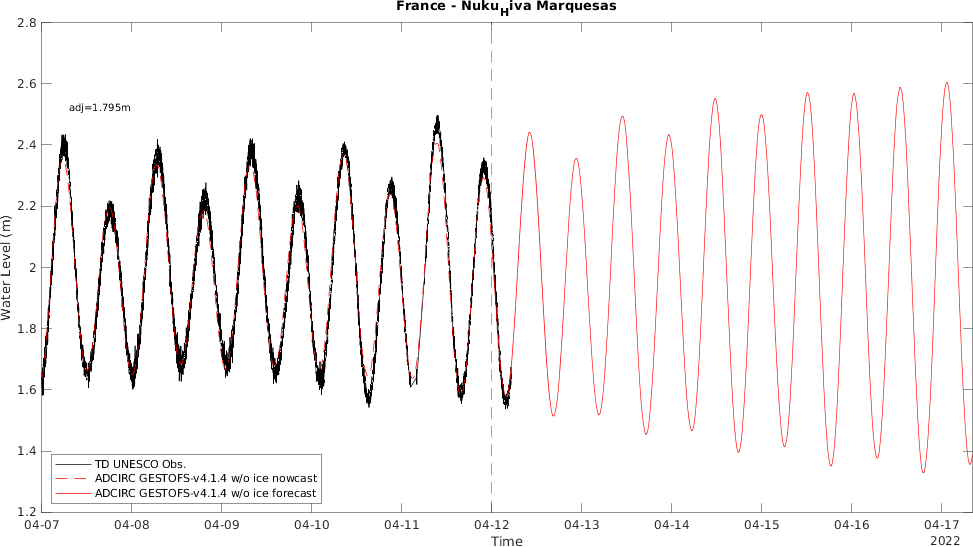 France - Nuku_Hiva Marquesas
2.8
2.6
2.4
2.2
2
1.8
1.6
1.4
1.2
Water Level (m)
adj=1.795m
TD UNESCO Obs.
ADCIRC GESTOFS-v4.1.4 w/o ice nowcast
ADCIRC GESTOFS-v4.1.4 w/o ice forecast
04-07 04-08 04-09 04-10 04-11 04-12 04-13 04-14 04-15 04-16 04-17
Time
2022